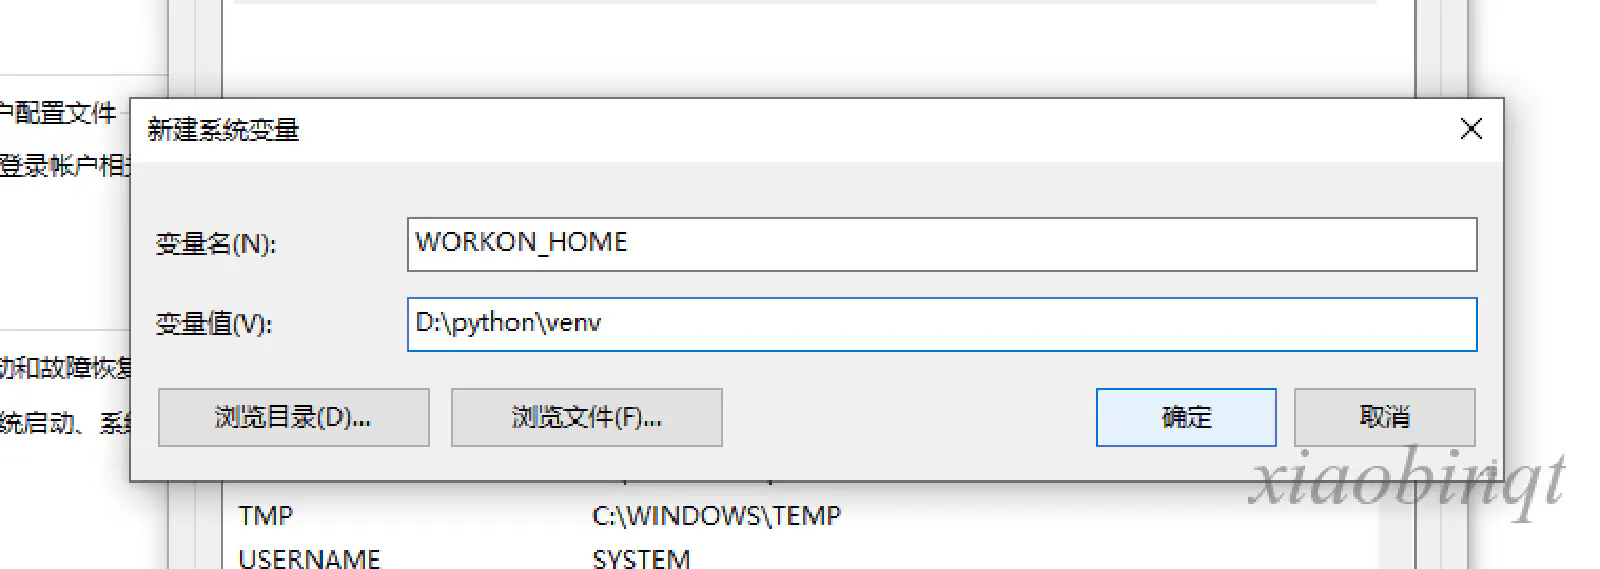 户配置文件
登录帐户相
新建系统变量
变量名(N):
WORKON_HOME
变量值(V):
D:\python\venv
动和故障恢复
统启动、系统
浏览目录(D)...
浏览文件(F)...
确定
取消
xiaobinqt
TMP C:\WINDOWS\TEMP
USERNAME SYSTEM